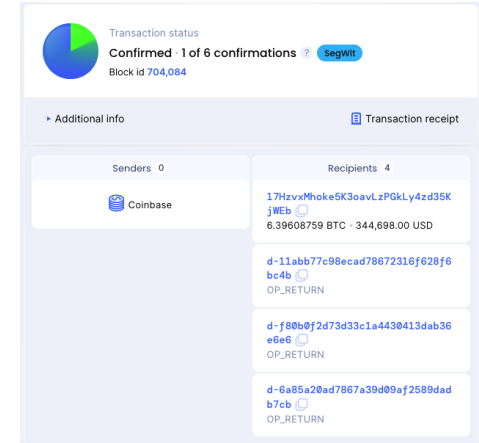 Transaction status
Confirmed · 1 of 6 confirmations ? SegWit
Block id 704,084
Additional info
Transaction receipt
Senders 0
Recipients 4
Coinbase
17HzvxMhoke5K3oavLzPGkLy4zd35K
jWEb
6.39608759 BTC · 344,698.00 USD
d-11abb77c98ecad78672316f628f6
bc4b
OP_RETURN
d-f80b0f2d73d33c1a4430413dab36
e6e6
OP_RETURN
d-6a85a20ad7867a39d09af2589dad
b7cb
OP_RETURN